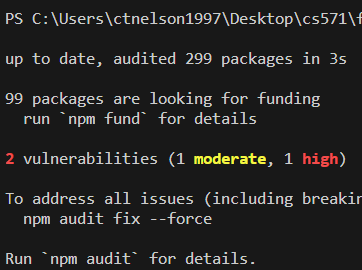 PS C:\Users\ctnelson1997\Desktop\cs571\f
up to date, audited 299 packages in 3s
99 packages are looking for funding
  run `npm fund` for details
2 vulnerabilities (1 moderate, 1 high)
To address all issues (including breakin
  npm audit fix --force
Run `npm audit` for details.